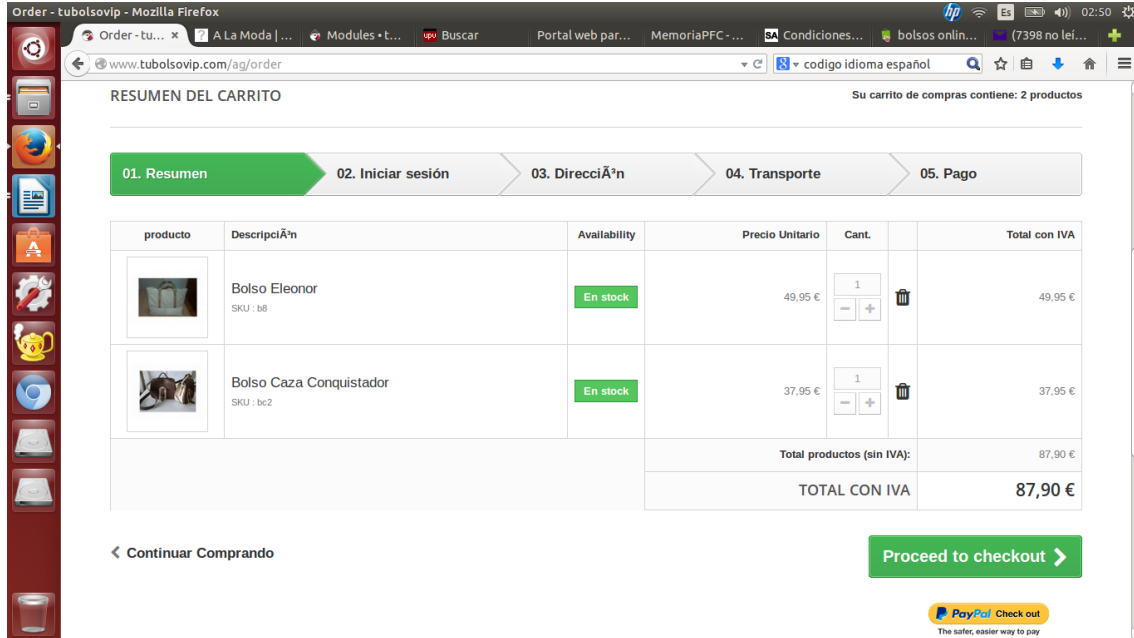 Order - tubolsovip - Mozilla Firefox
hp Es 02:50
Order - tu... × ? A La Moda | ... Modules • t... upv Buscar Portal web par... MemoriaPFC - ... SA Condiciones... bolsos onlin... (7398 no leí...
www.tubolsovip.com/ag/order 8 codigo idioma español
RESUMEN DEL CARRITO Su carrito de compras contiene: 2 productos
01. Resumen 02. Iniciar sesión 03. DirecciÃ³n 04. Transporte 05. Pago
producto DescripciÃ³n Availability Precio Unitario Cant. Total con IVA
Bolso Eleonor
SKU : b8
En stock 49,95 € 1 49,95 €
Bolso Caza Conquistador
SKU : bc2
En stock 37,95 € 1 37,95 €
Total productos (sin IVA): 87,90 €
TOTAL CON IVA 87,90 €
Continuar Comprando Proceed to checkout
PayPal Check out
The safer, easier way to pay